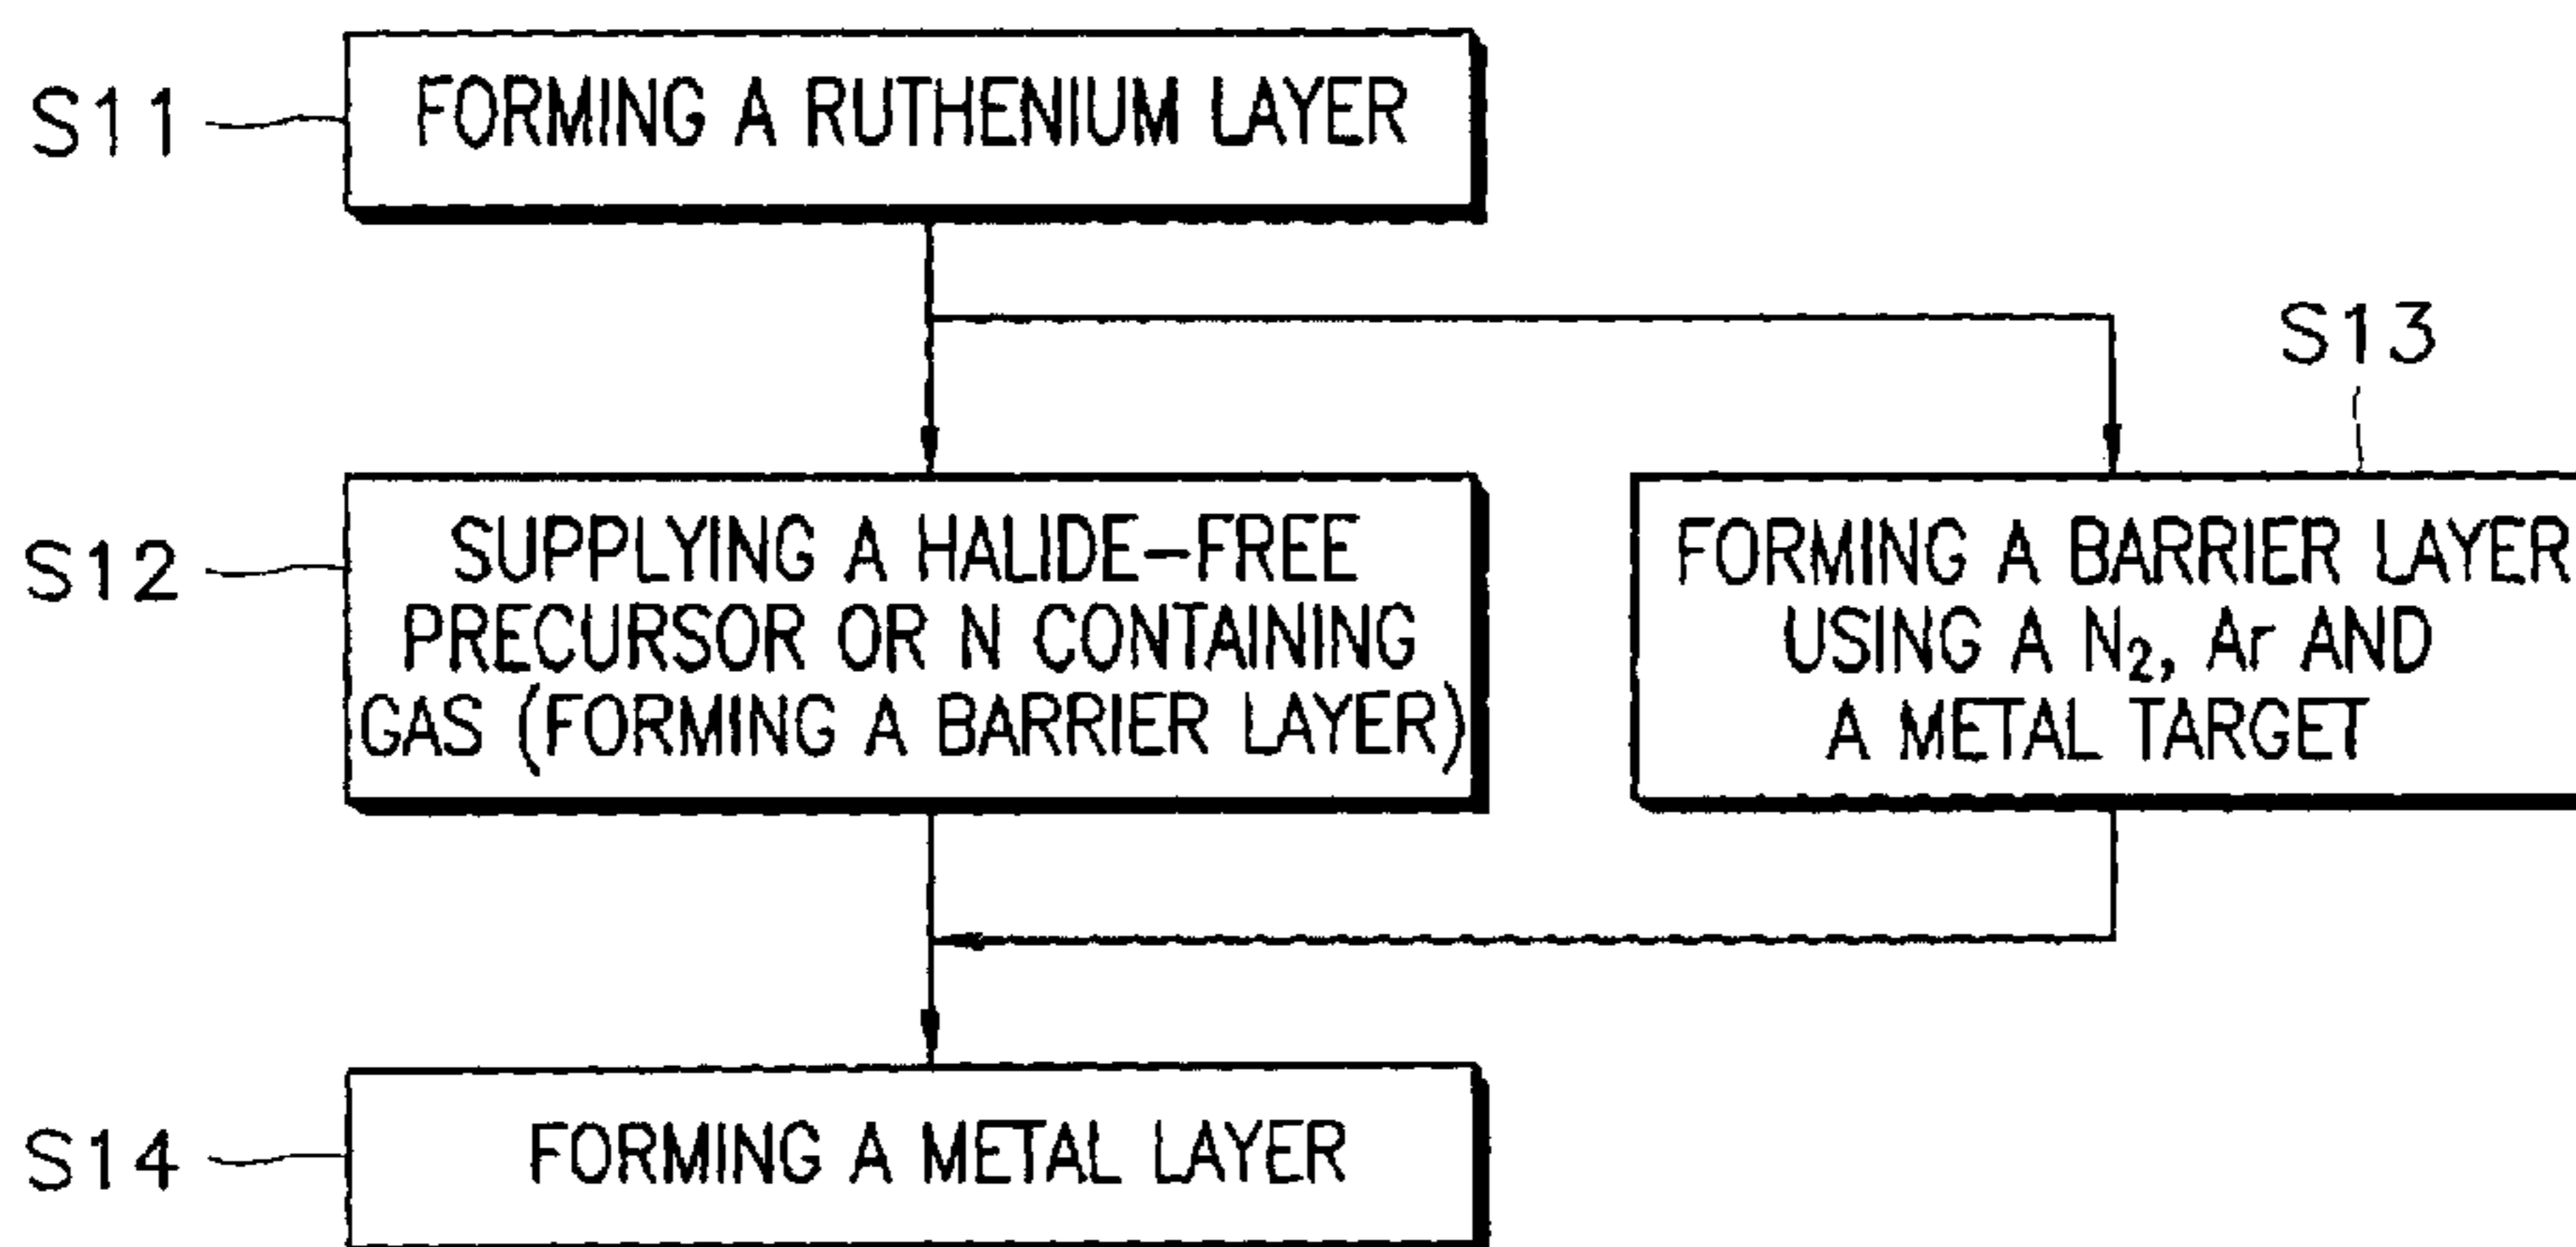 S11
FORMING A RUTHENIUM LAYER
S13
S12
SUPPLYING A HALIDE-FREE
PRECURSOR OR N CONTAINING
GAS (FORMING A BARRIER LAYER)
FORMING A BARRIER LAYER
USING A N₂, Ar AND
A METAL TARGET
S14
FORMING A METAL LAYER